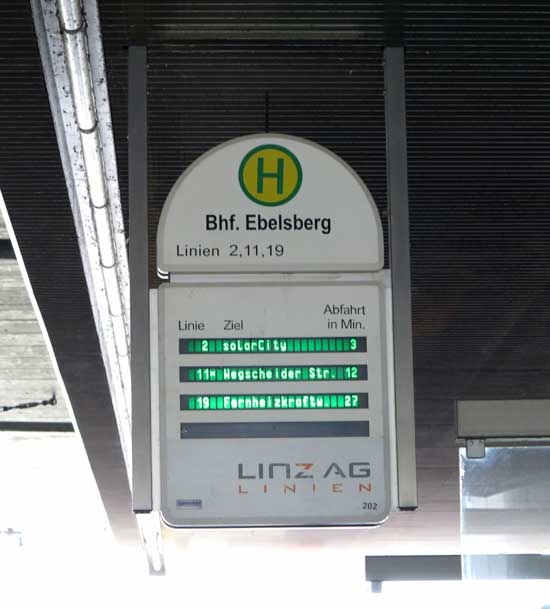 H
Bhf. Ebelsberg
Linien 2,11,19
Linie Ziel Abfahrt in Min.
2 solarCity 3
11* Wegscheider Str. 12
19 Fernheizkraftw. 27
LINZ AG
LINIEN
202